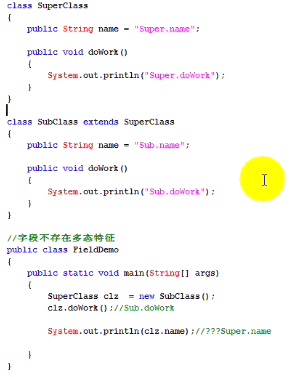 class SuperClass
{
public String name = "Super.name";
public void doWork()
{
System.out.println("Super.doWork");
}
}
class SubClass extends SuperClass
{
public String name = "Sub.name";
public void doWork()
{
System.out.println("Sub.doWork");
}
}
//字段不存在多态特征
public class FieldDemo
{
public static void main(String[] args)
{
SuperClass clz = new SubClass();
clz.doWork();//Sub.doWork
System.out.println(clz.name);//???Super.name
}
}